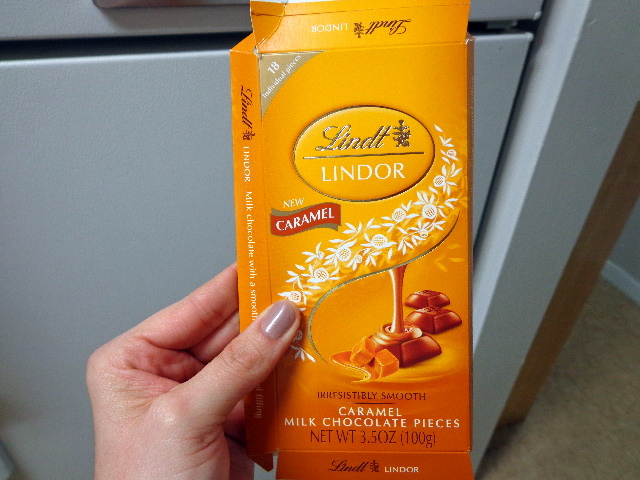 Lindt
LINDOR
18
individual pieces
Lindt
LINDOR
NEW
CARAMEL
IRRESISTIBLY SMOOTH
CARAMEL
MILK CHOCOLATE PIECES
NET WT 3.5OZ (100g)
Lindt LINDOR
Lindt LINDOR Milk chocolate with a smooth filling